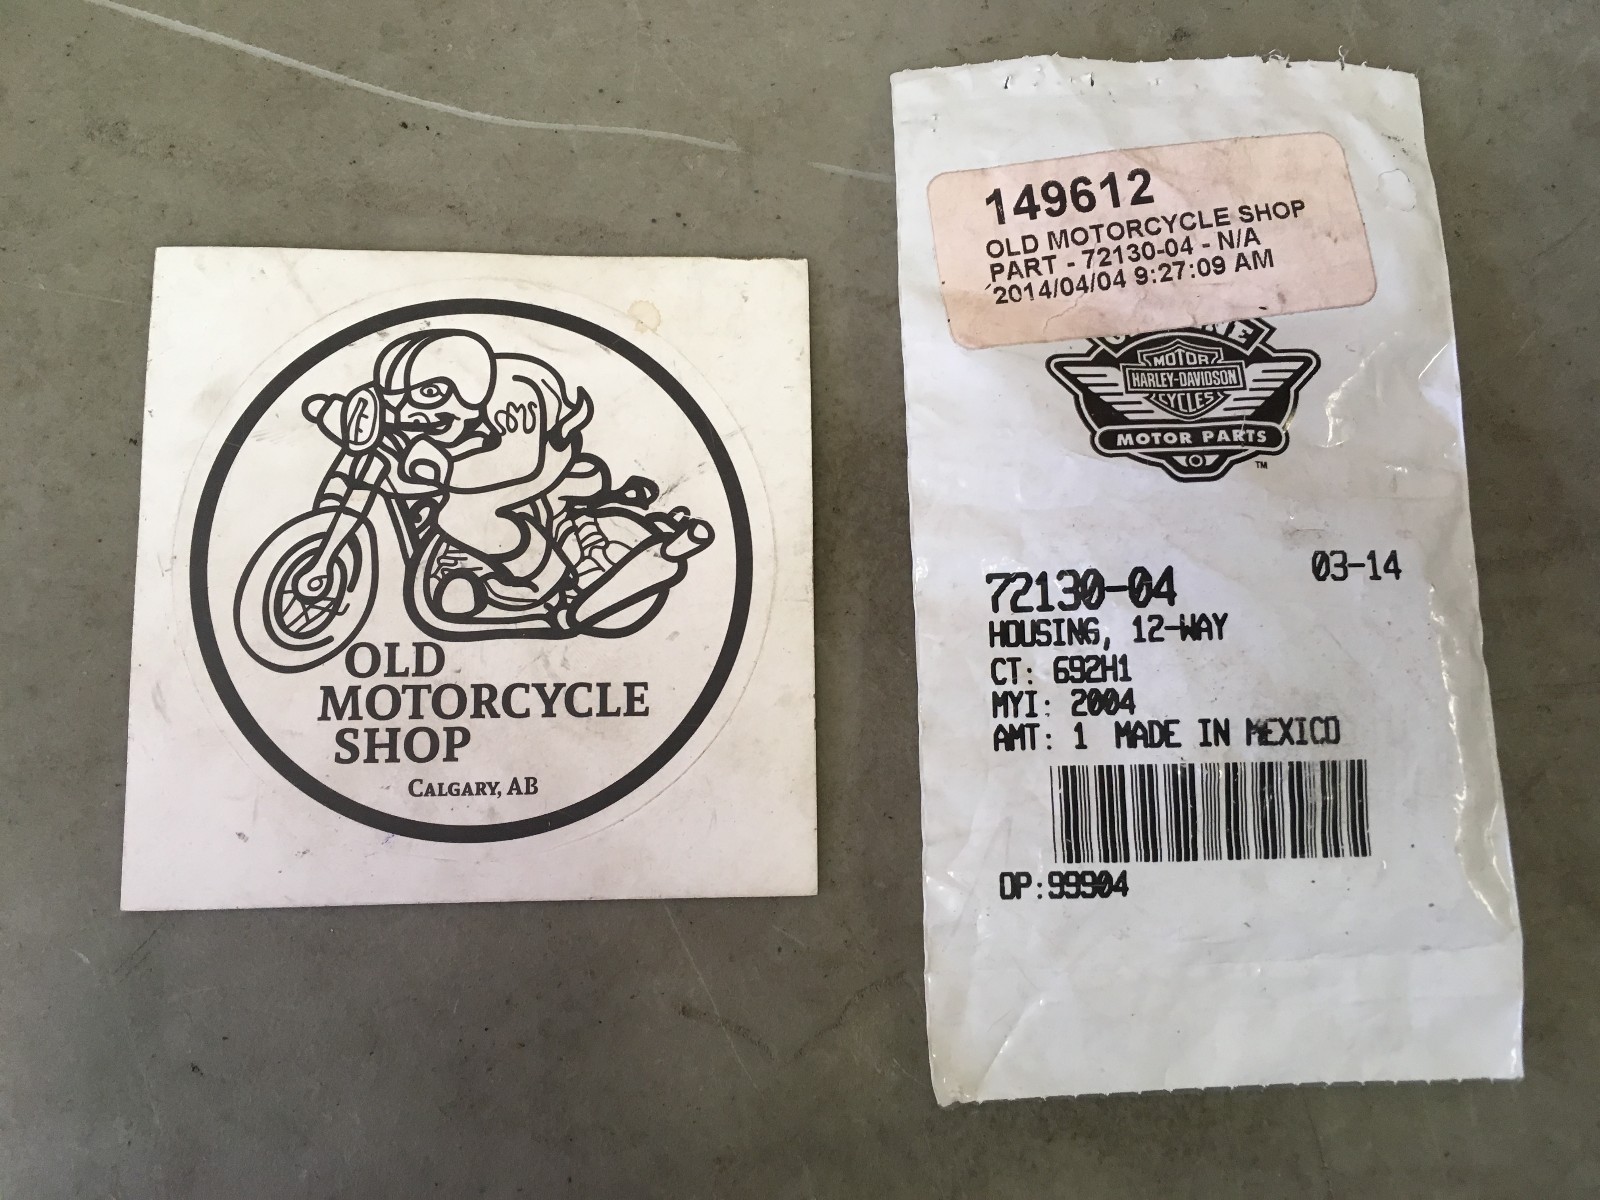 OMS
OLD
MOTORCYCLE
SHOP
CALGARY, AB
149612
OLD MOTORCYCLE SHOP
PART - 72130-04 - N/A
2014/04/04 9:27:09 AM
MOTOR
HARLEY-DAVIDSON
CYCLES
MOTOR PARTS
TM
03-14
72130-04
HOUSING, 12-WAY
CT: 692H1
MYI: 2004
AMT: 1 MADE IN MEXICO
OP:99904